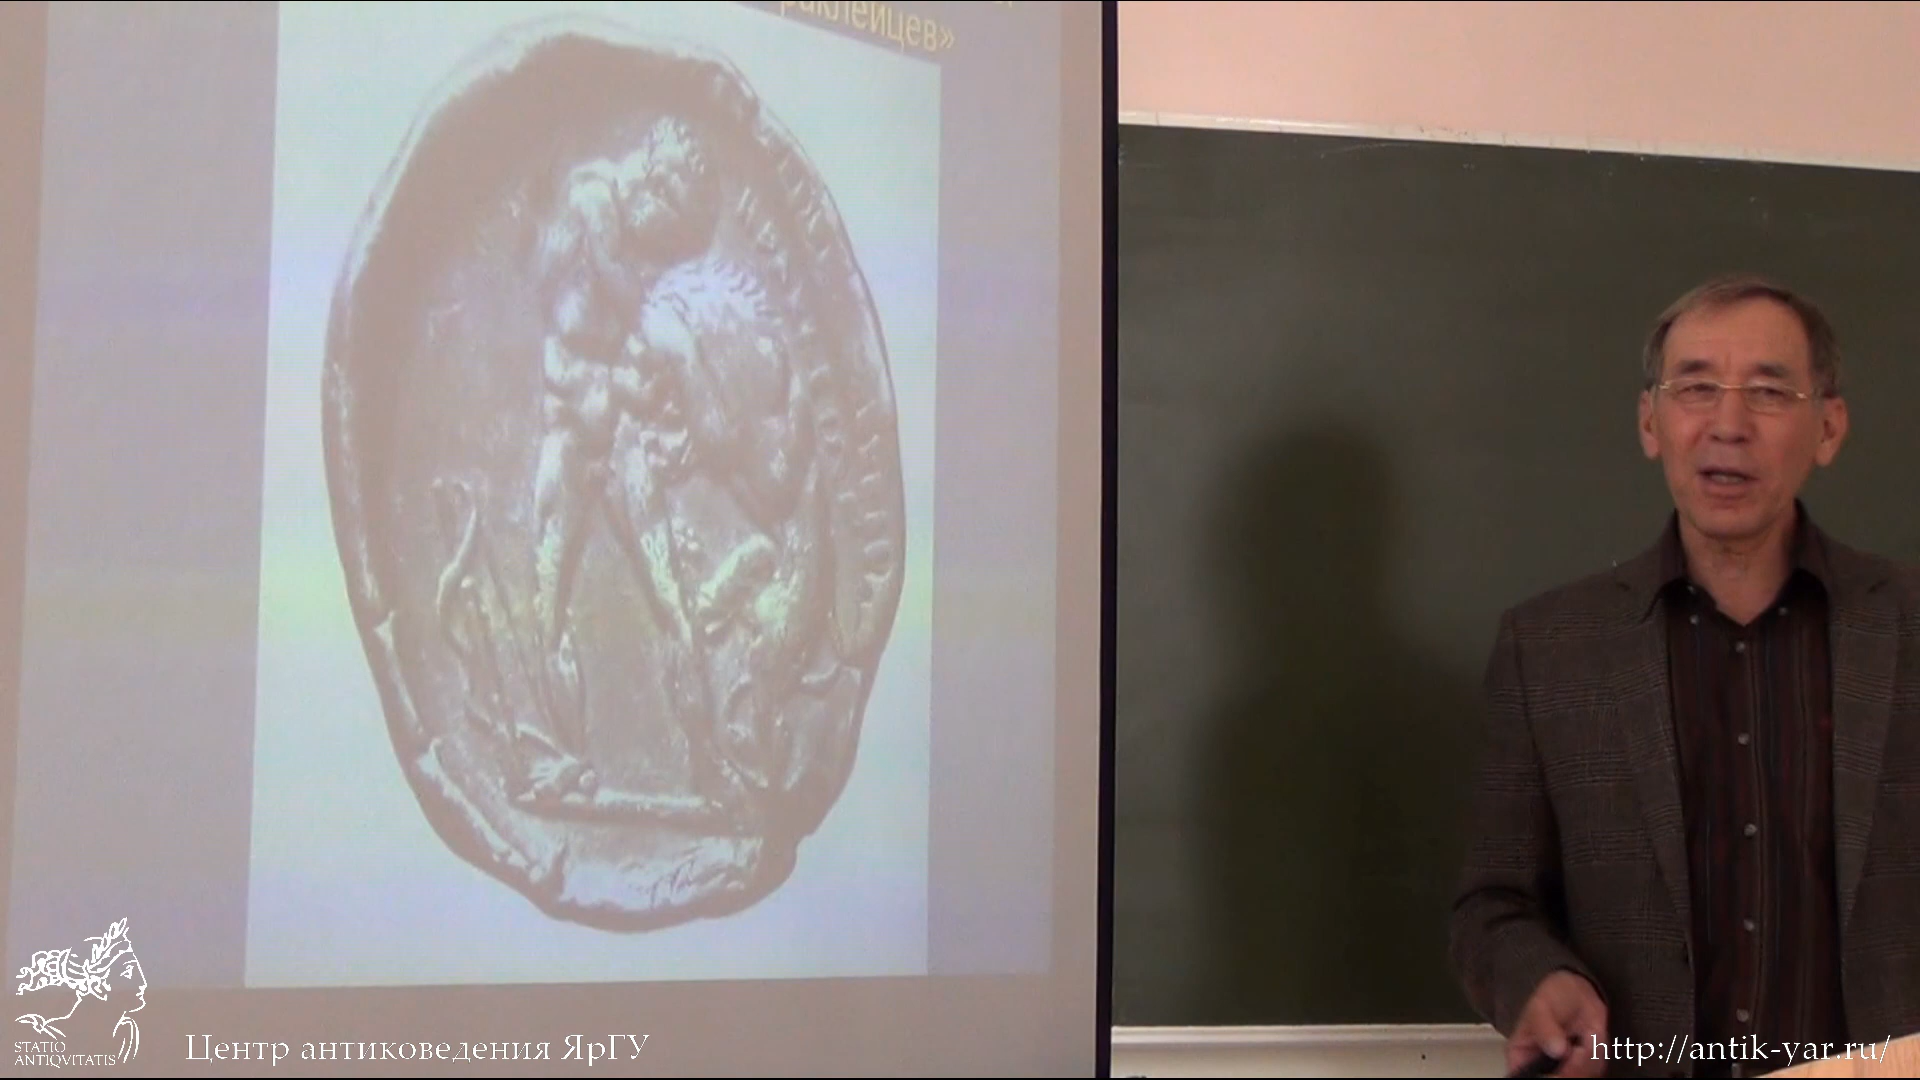 раклейцев»
STATIO
ANTIQVITATIS
Центр антиковедения ЯрГУ
http://antik-yar.ru/